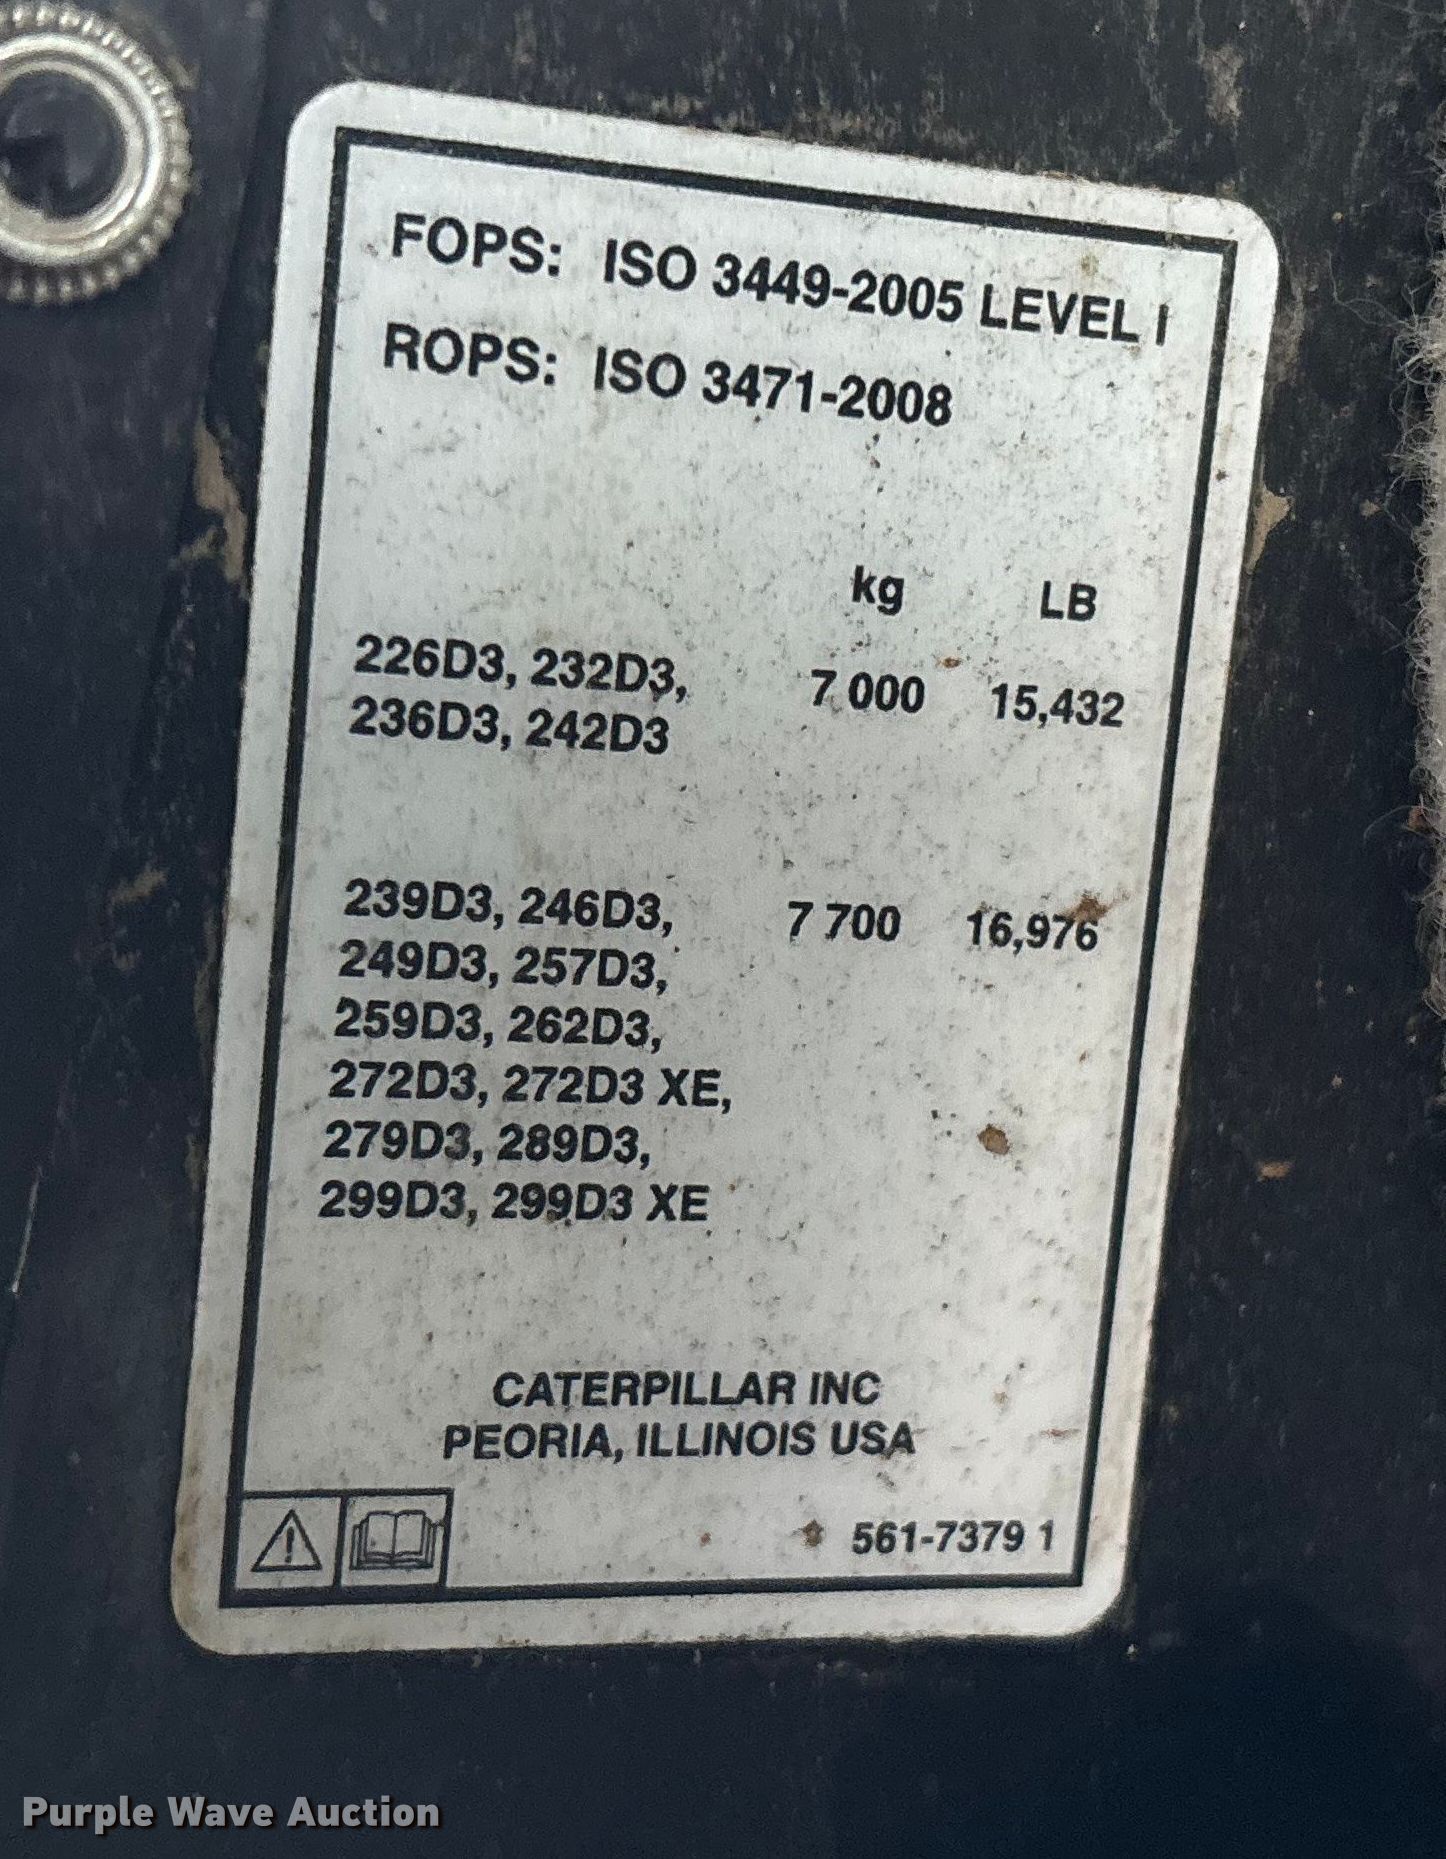 FOPS: ISO 3449-2005 LEVEL I
ROPS: ISO 3471-2008
kg LB
226D3, 232D3, 7 000 15,432
236D3, 242D3
239D3, 246D3, 7 700 16,976
249D3, 257D3,
259D3, 262D3,
272D3, 272D3 XE,
279D3, 289D3,
299D3, 299D3 XE
CATERPILLAR INC
PEORIA, ILLINOIS USA
561-7379 1
Purple Wave Auction